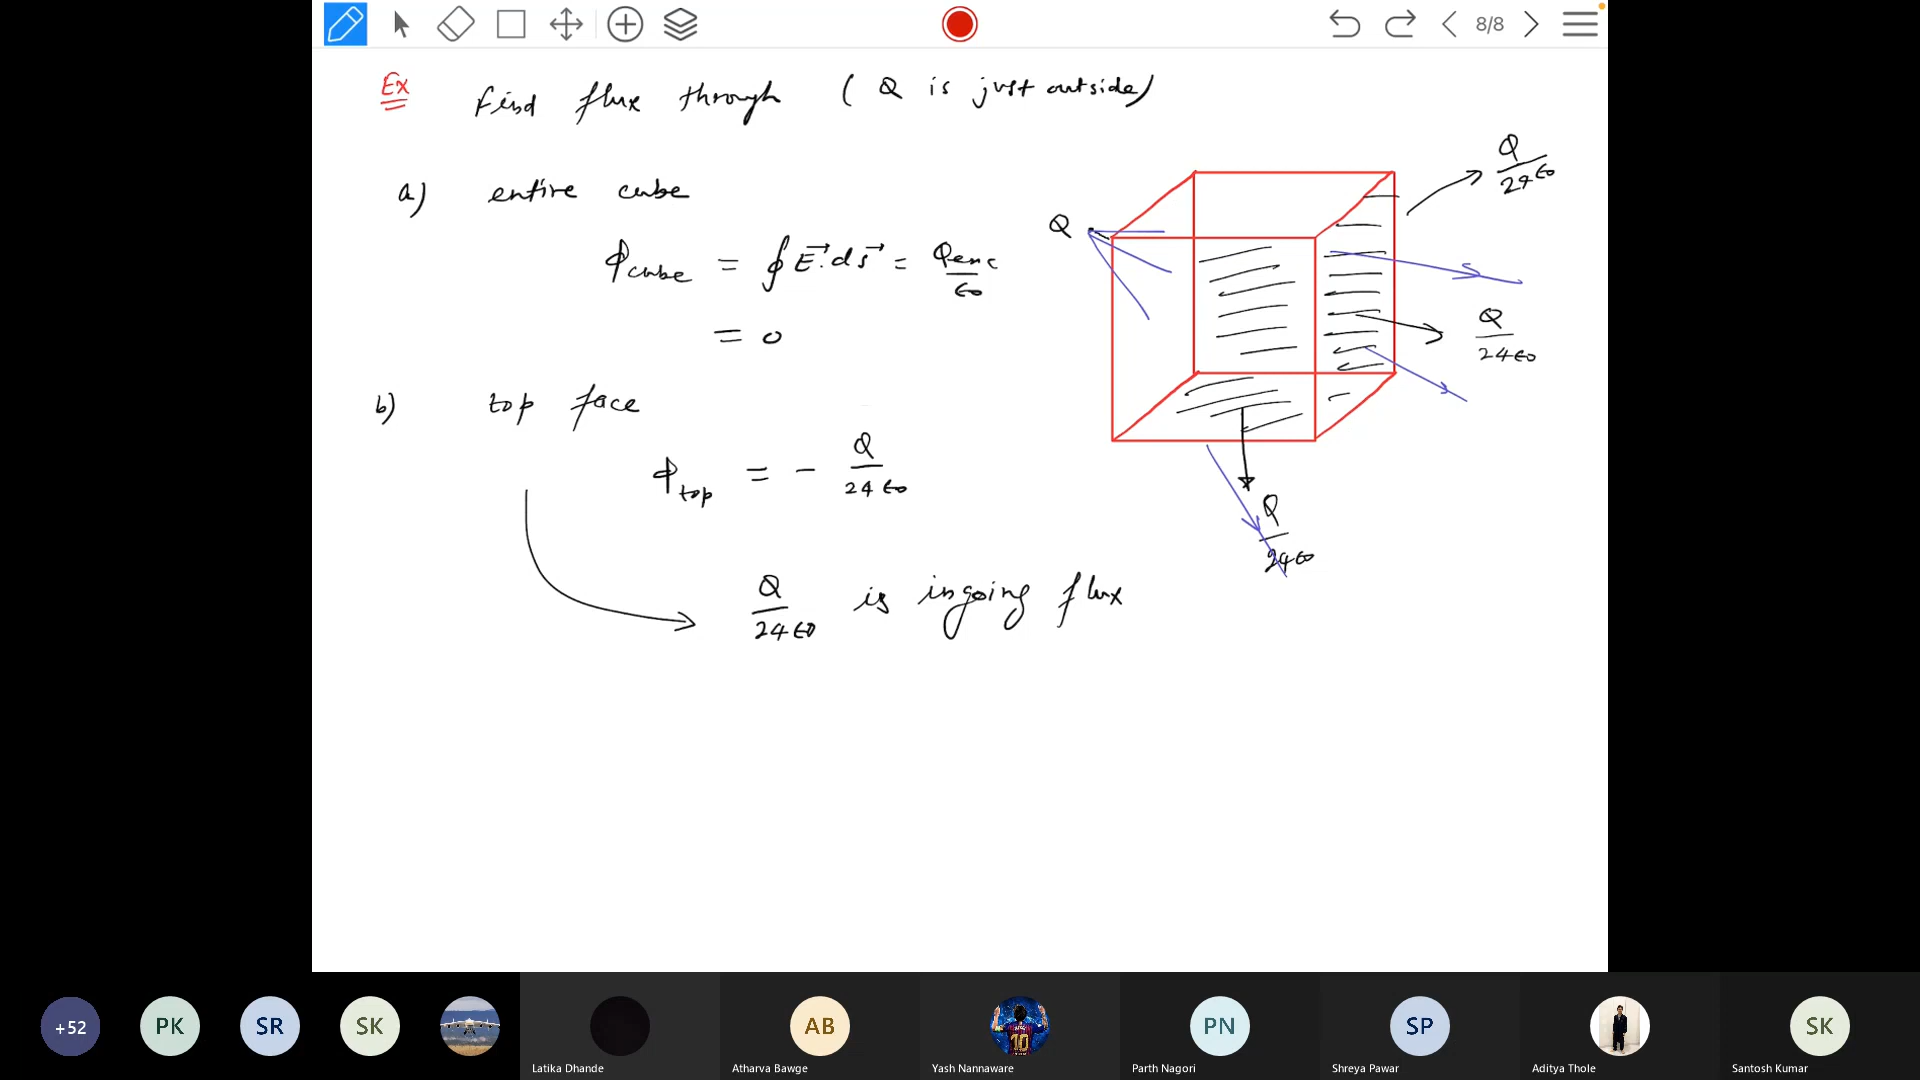 8/8
Ex Find flux through ( Q is just outside)
a) entire cube
ϕcube = ∮ E⃗.ds⃗ = Qenc/ϵ0
= 0
b) top face
ϕtop = - Q/24ϵ0
Q/24ϵ0 is ingoing flux
Q
Q/24ϵ0
Q/24ϵ0
Q/24ϵ0
+52
PK
SR
SK
Latika Dhande
AB
Atharva Bawge
10
Yash Nannaware
PN
Parth Nagori
SP
Shreya Pawar
Aditya Thole
SK
Santosh Kumar